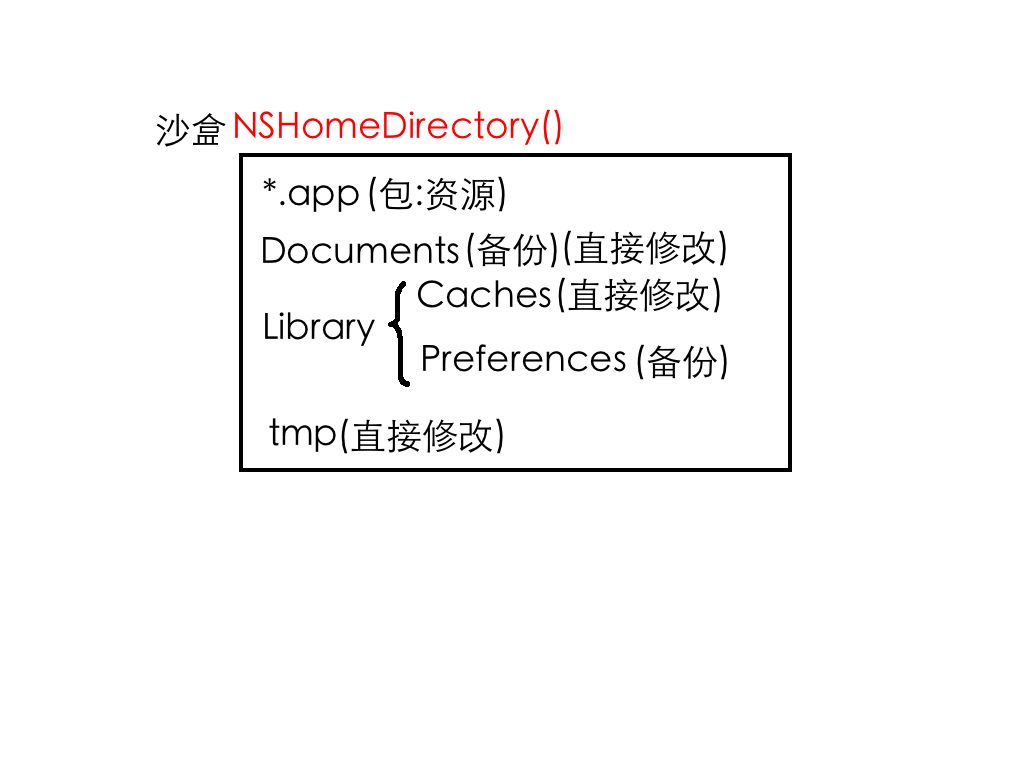 沙盒 NSHomeDirectory()
*.app (包:资源)
Documents (备份)(直接修改)
Caches (直接修改)
Library
Preferences (备份)
tmp(直接修改)